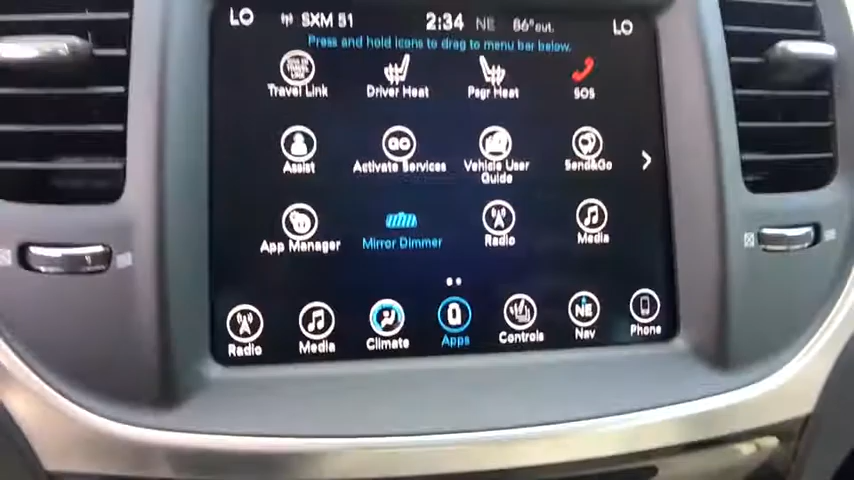 LO SXM 51 2:34 NE 86°out. LO
Press and hold icons to drag to menu bar below.
Travel Link Driver Heat Psgr Heat SOS
Assist Activate Services Vehicle User Guide Send&Go
App Manager Mirror Dimmer Radio Media
Radio Media Climate Apps Controls NE Nav Phone